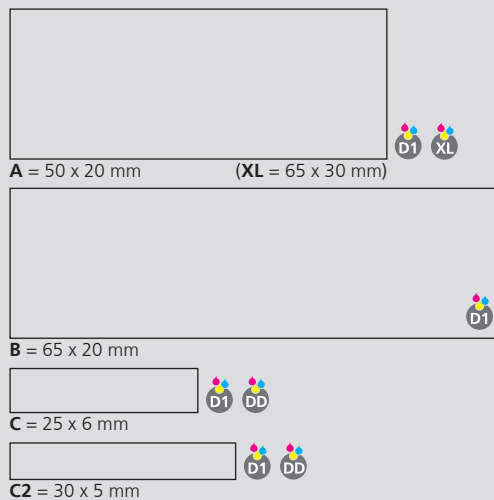 D1 XL
A = 50 x 20 mm (XL = 65 x 30 mm)
D1
B = 65 x 20 mm
D1 DD
C = 25 x 6 mm
D1 DD
C2 = 30 x 5 mm